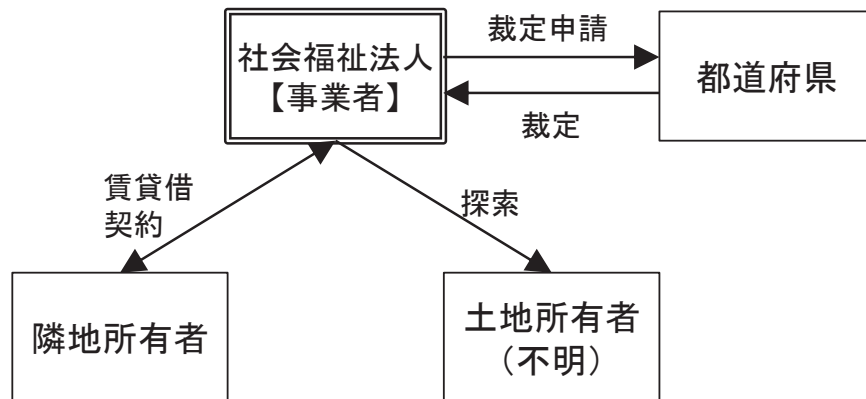 社会福祉法人
【事業者】
裁定申請
都道府県
裁定
賃貸借
契約
探索
隣地所有者
土地所有者
（不明）